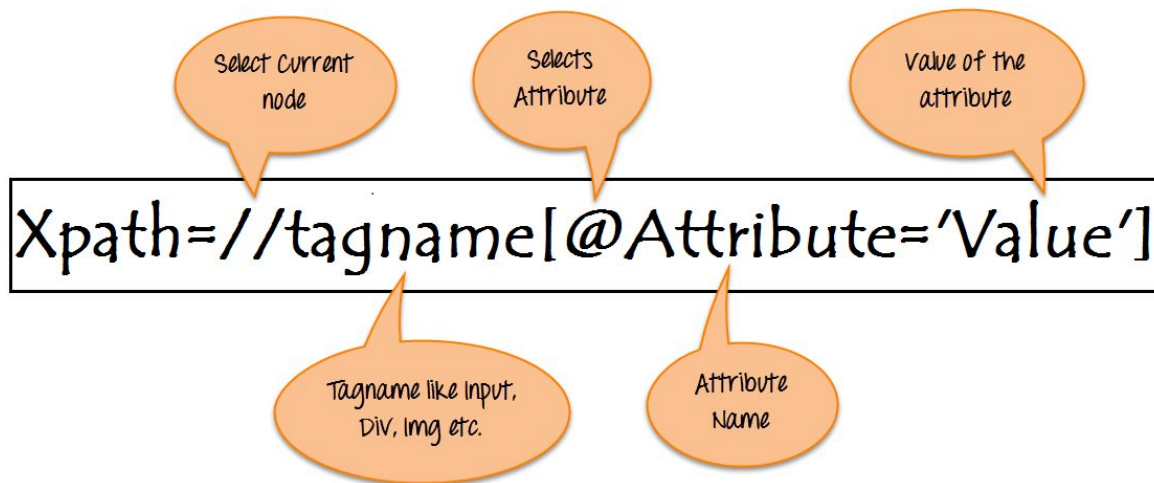 Select Current
node
Selects
Attribute
Value of the
attribute
Xpath=//tagname[@Attribute='Value']
Tagname like Input,
Div, Img etc.
Attribute
Name